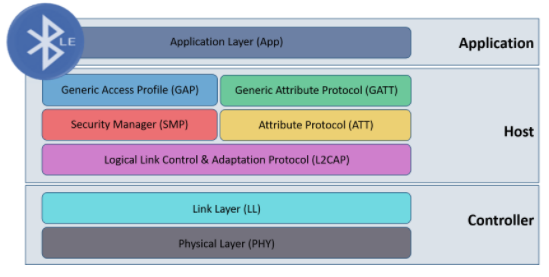 LE
Application Layer (App)
Application
Generic Access Profile (GAP)
Generic Attribute Protocol (GATT)
Security Manager (SMP)
Attribute Protocol (ATT)
Host
Logical Link Control & Adaptation Protocol (L2CAP)
Link Layer (LL)
Controller
Physical Layer (PHY)